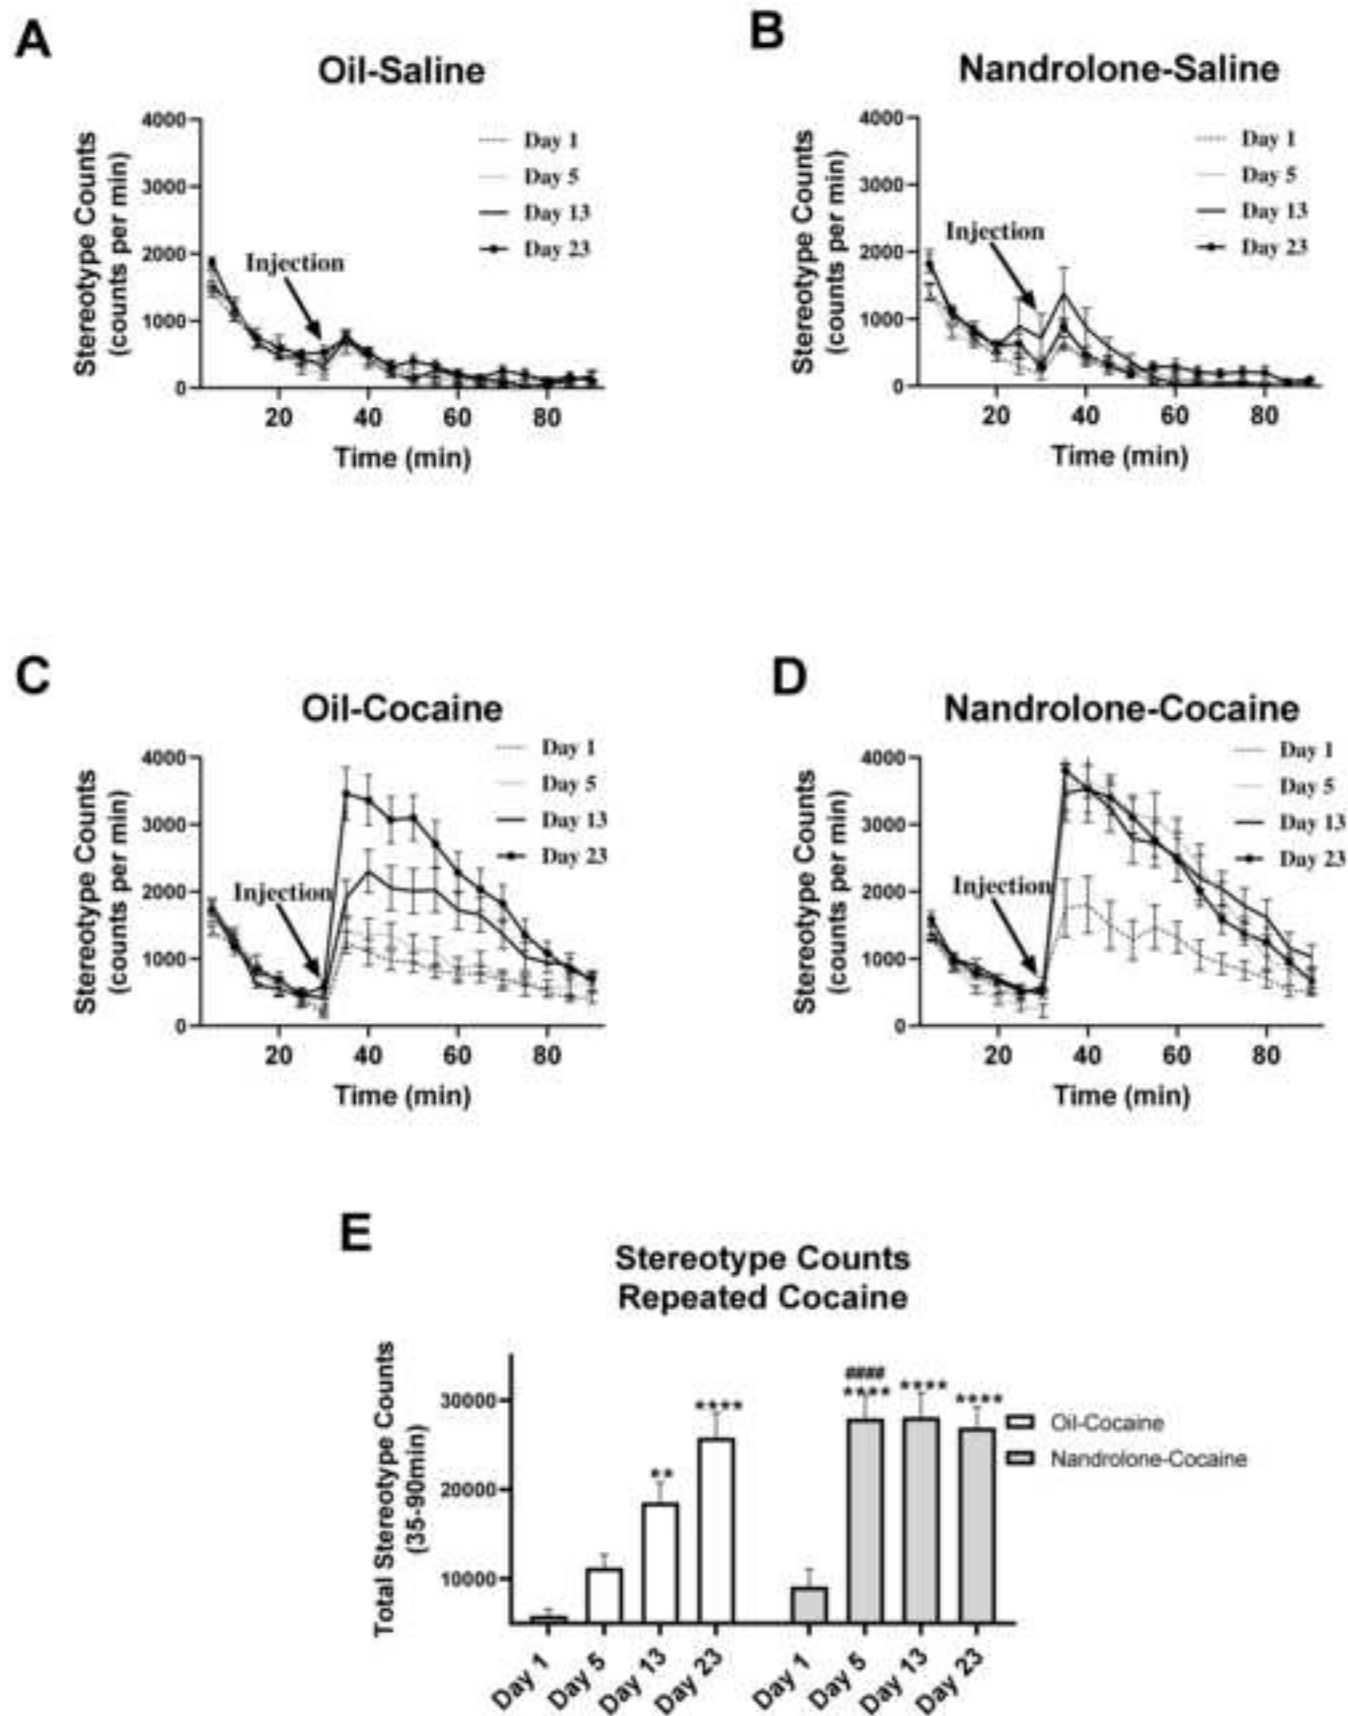 A
Oil-Saline
Stereotype Counts
(counts per min)
4000
3000
2000
1000
0
20
40
60
80
Time (min)
Injection
Day 1
Day 5
Day 13
Day 23
B
Nandrolone-Saline
Stereotype Counts
(counts per min)
4000
3000
2000
1000
0
20
40
60
80
Time (min)
Injection
Day 1
Day 5
Day 13
Day 23
C
Oil-Cocaine
Stereotype Counts
(counts per min)
4000
3000
2000
1000
0
20
40
60
80
Time (min)
Injection
Day 1
Day 5
Day 13
Day 23
D
Nandrolone-Cocaine
Stereotype Counts
(counts per min)
4000
3000
2000
1000
0
20
40
60
80
Time (min)
Injection
Day 1
Day 5
Day 13
Day 23
E
Stereotype Counts
Repeated Cocaine
Total Stereotype Counts
(35-90min)
30000
20000
10000
**
****
####
****
****
****
Day 1
Day 5
Day 13
Day 23
Day 1
Day 5
Day 13
Day 23
Oil-Cocaine
Nandrolone-Cocaine